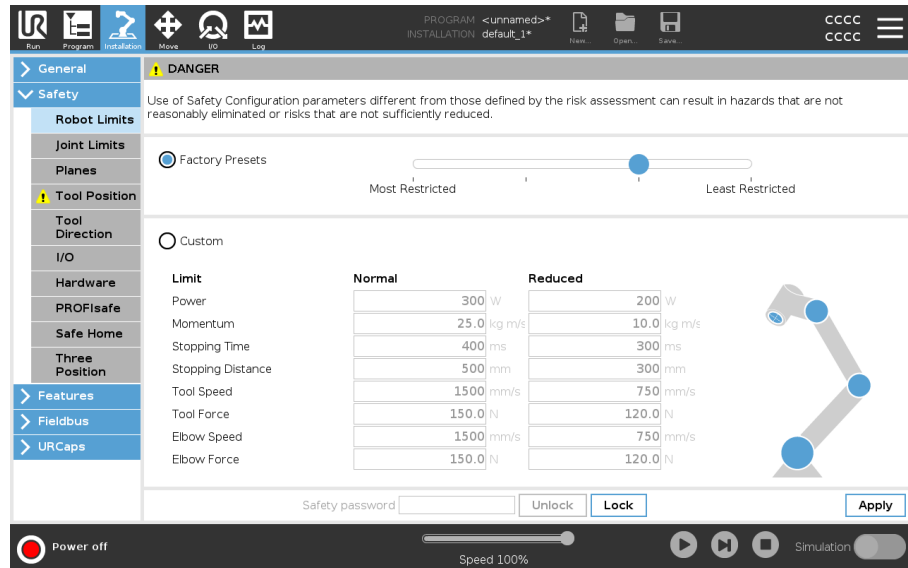 PROGRAM <unnamed>*
INSTALLATION default_1*
Run Program Installation Move I/O Log
New... Open... Save...
cccc
cccc
General
Safety
Robot Limits
Joint Limits
Planes
Tool Position
Tool
Direction
I/O
Hardware
PROFIsafe
Safe Home
Three
Position
Features
Fieldbus
URCaps
DANGER
Use of Safety Configuration parameters different from those defined by the risk assessment can result in hazards that are not
reasonably eliminated or risks that are not sufficiently reduced.
Factory Presets
Most Restricted Least Restricted
Custom
Limit Normal Reduced
Power 300 W 200 W
Momentum 25.0 kg m/s 10.0 kg m/s
Stopping Time 400 ms 300 ms
Stopping Distance 500 mm 300 mm
Tool Speed 1500 mm/s 750 mm/s
Tool Force 150.0 N 120.0 N
Elbow Speed 1500 mm/s 750 mm/s
Elbow Force 150.0 N 120.0 N
Safety password Unlock Lock Apply
Power off
Speed 100%
Simulation